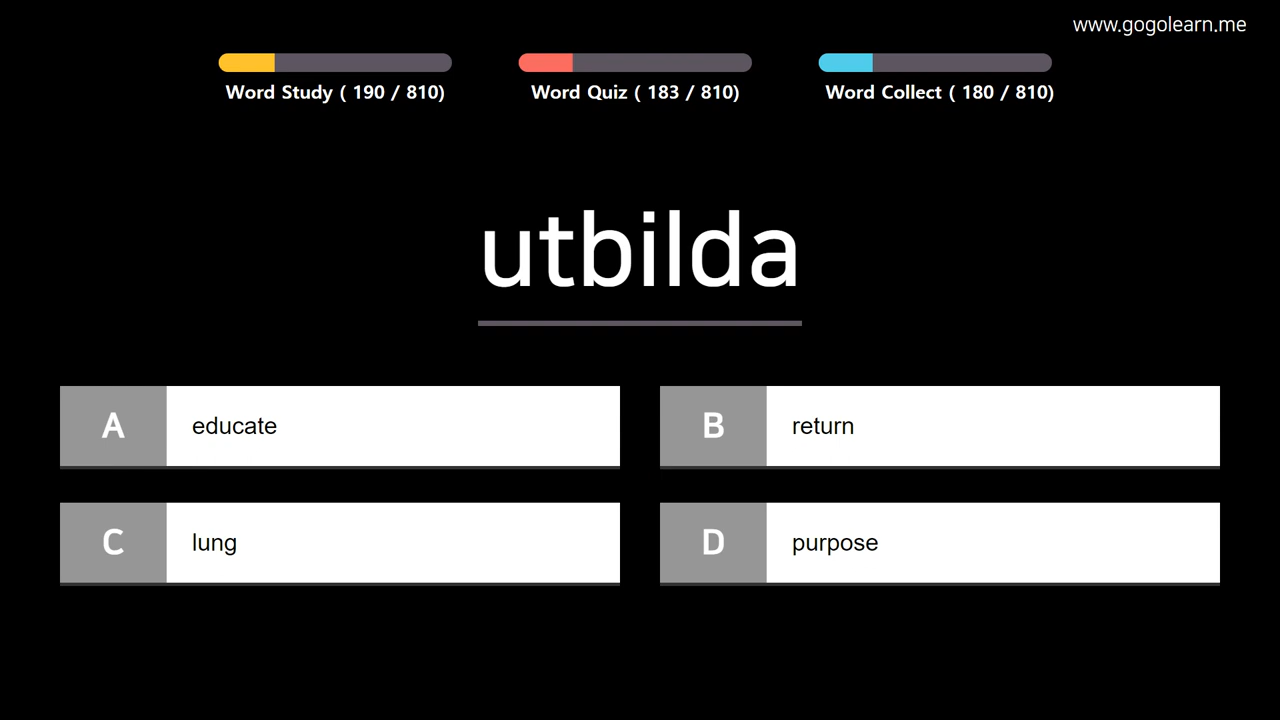 www.gogolearn.me
Word Study ( 190 / 810)
Word Quiz ( 183 / 810)
Word Collect ( 180 / 810)
utbilda
A educate
B return
C lung
D purpose